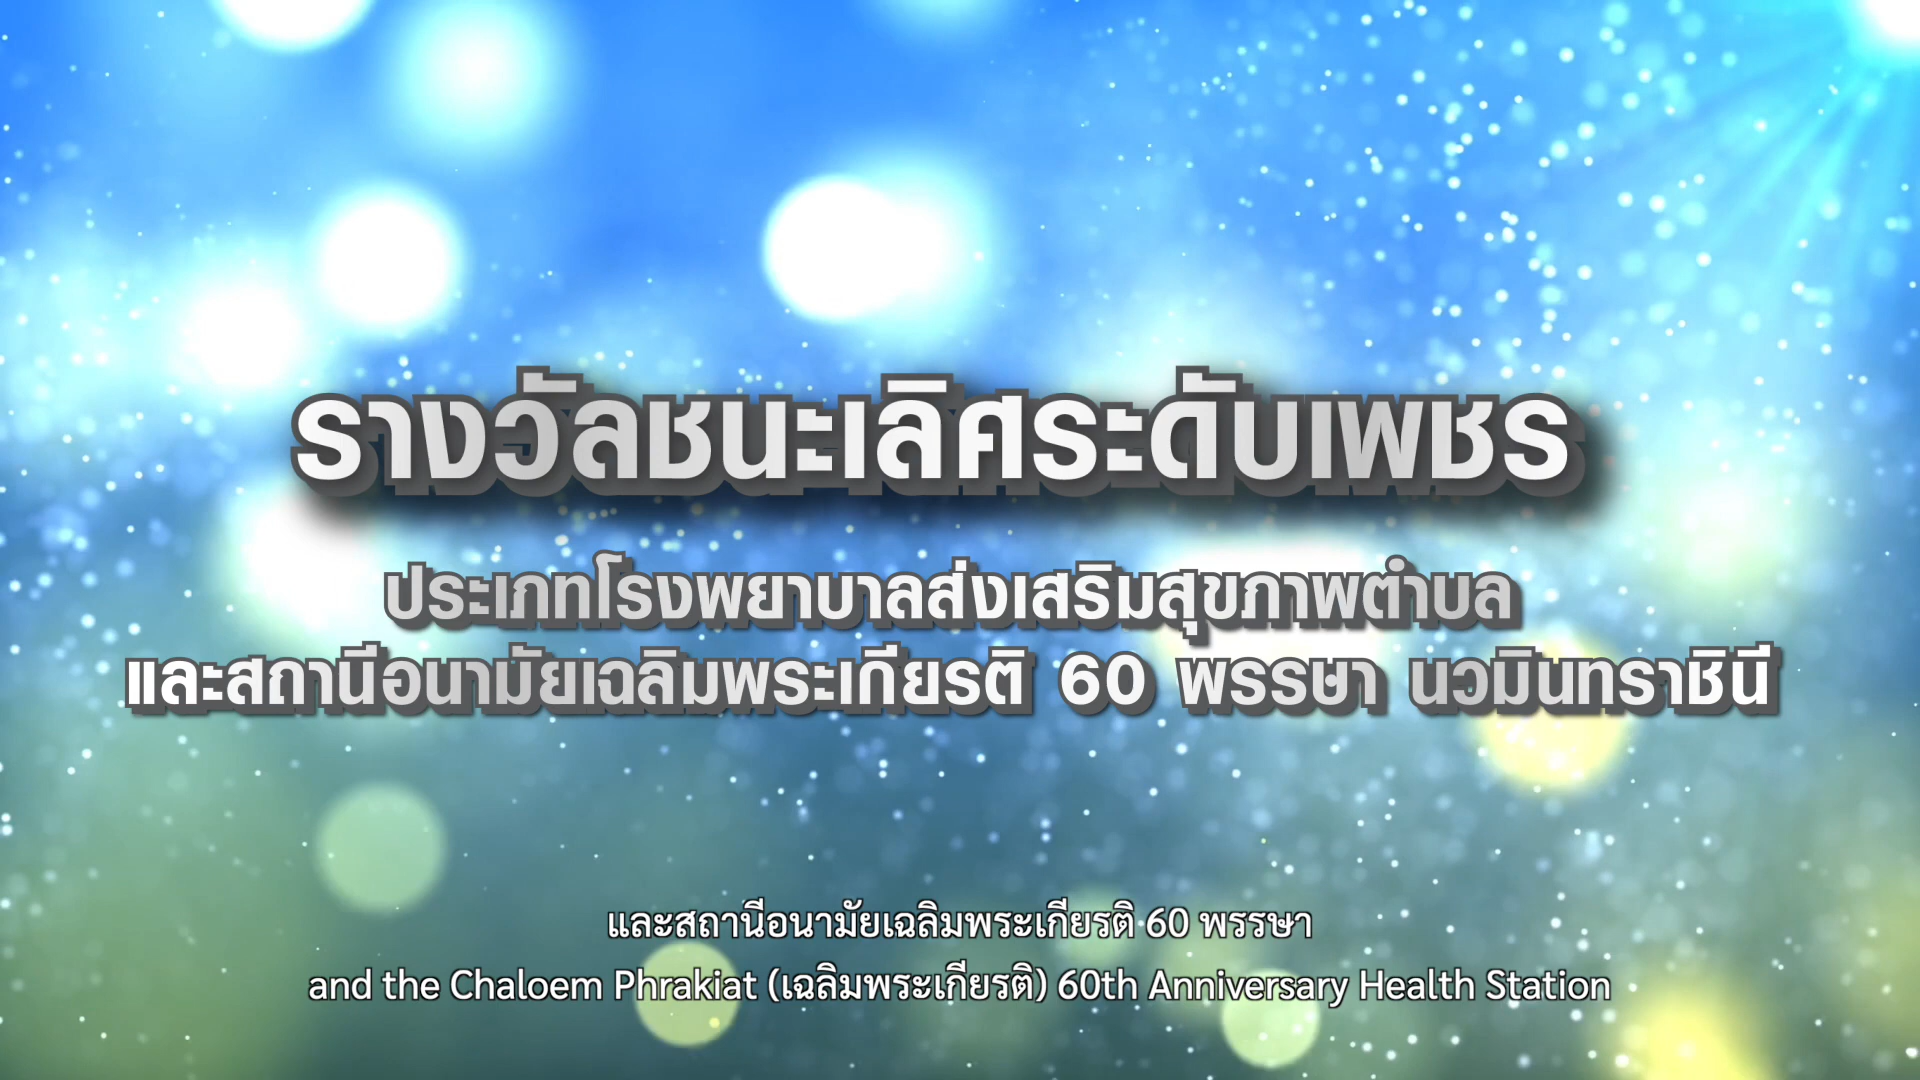 รางวัลชนะเลิศระดับเพชร
ประเภทโรงพยาบาลส่งเสริมสุขภาพตำบล
และสถานีอนามัยเฉลิมพระเกียรติ 60 พรรษา นวมินทราชินี
และสถานีอนามัยเฉลิมพระเกียรติ 60 พรรษา
and the Chaloem Phrakiat (เฉลิมพระเกียรติ) 60th Anniversary Health Station